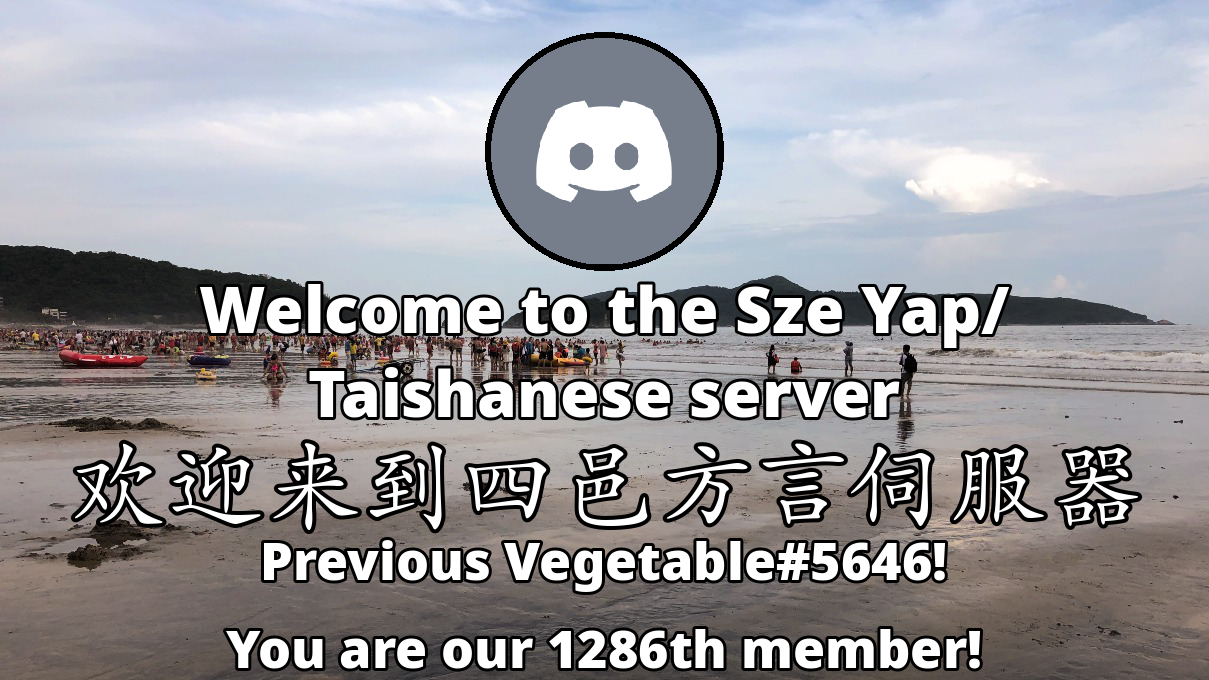 Welcome to the Sze Yap/
Taishanese server
欢迎来到四邑方言伺服器
Previous Vegetable#5646!
You are our 1286th member!